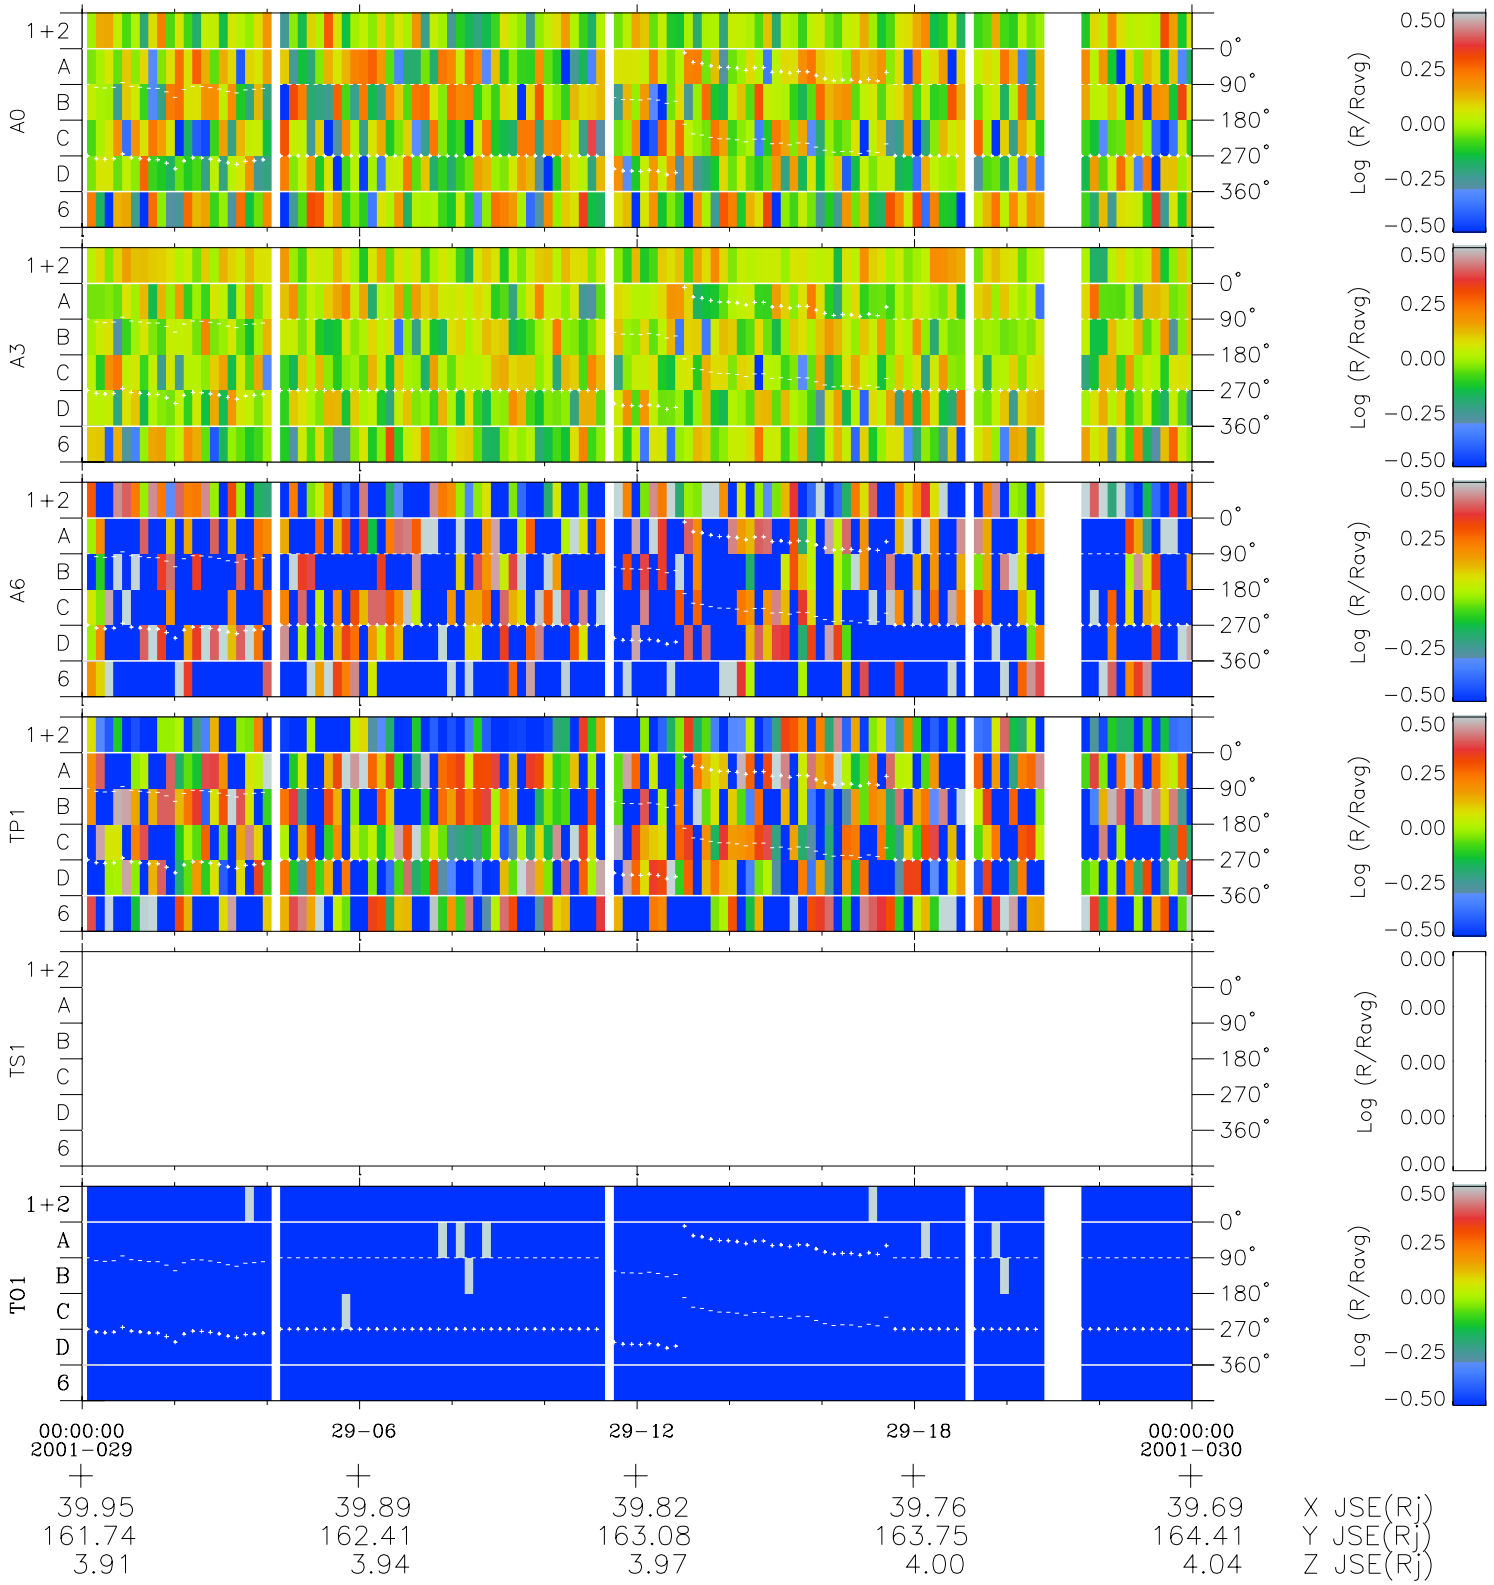 1+2
A
B
C
D
6
A0
0°
90°
180°
270°
360°
Log (R/Ravg)
0.50
0.25
0.00
−0.25
−0.50
1+2
A
B
C
D
6
A3
0°
90°
180°
270°
360°
Log (R/Ravg)
0.50
0.25
0.00
−0.25
−0.50
1+2
A
B
C
D
6
A6
0°
90°
180°
270°
360°
Log (R/Ravg)
0.50
0.25
0.00
−0.25
−0.50
1+2
A
B
C
D
6
TP1
0°
90°
180°
270°
360°
Log (R/Ravg)
0.50
0.25
0.00
−0.25
−0.50
1+2
A
B
C
D
6
TS1
0°
90°
180°
270°
360°
Log (R/Ravg)
0.00
0.00
0.00
0.00
0.00
1+2
A
B
C
D
6
TO1
0°
90°
180°
270°
360°
Log (R/Ravg)
0.50
0.25
0.00
−0.25
−0.50
00:00:00 29−06 29−12 29−18 00:00:00
2001−029 2001−030
39.95 39.89 39.82 39.76 39.69 X JSE(Rj)
161.74 162.41 163.08 163.75 164.41 Y JSE(Rj)
3.91 3.94 3.97 4.00 4.04 Z JSE(Rj)